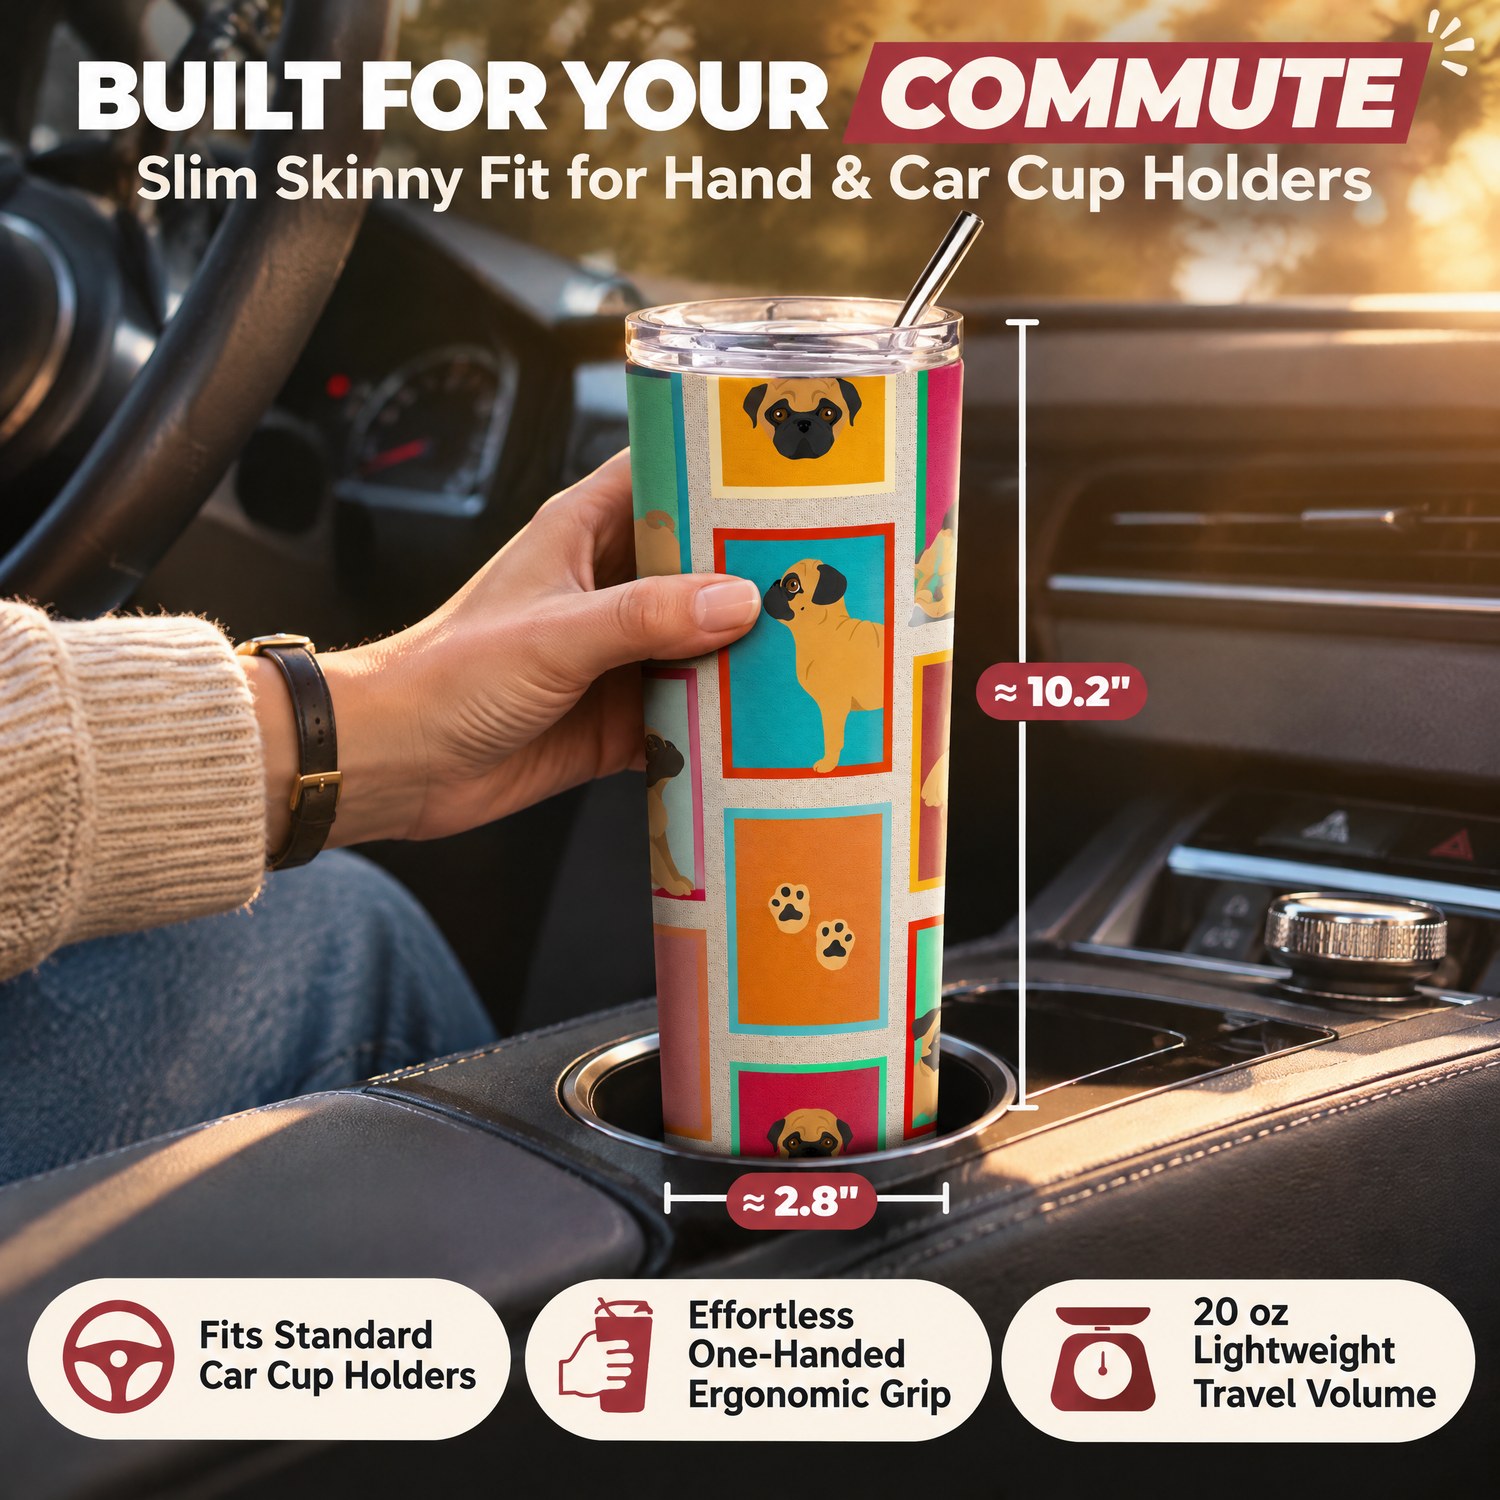 BUILT FOR YOUR COMMUTE
Slim Skinny Fit for Hand & Car Cup Holders
≈ 10.2"
≈ 2.8"
Fits Standard
Car Cup Holders
Effortless
One-Handed
Ergonomic Grip
20 oz
Lightweight
Travel Volume